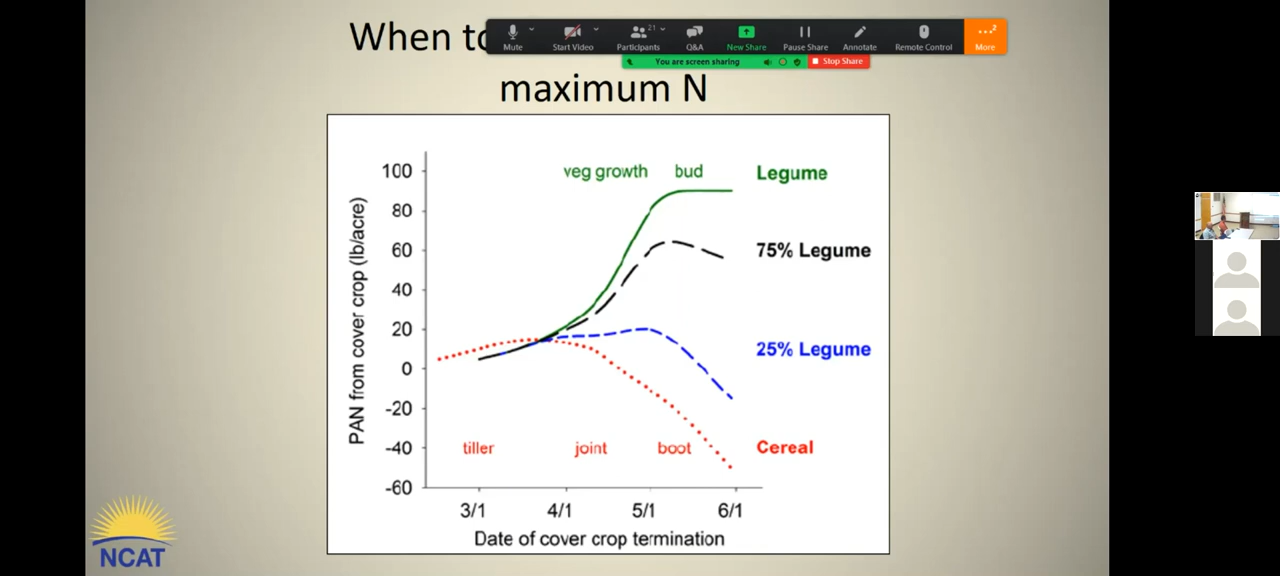 When to
maximum N
Mute
Start Video
21
Participants
Q&A
New Share
Pause Share
Annotate
Remote Control
2
More
You are screen sharing
Stop Share
PAN from cover crop (lb/acre)
100
80
60
40
20
0
-20
-40
-60
veg growth bud Legume
75% Legume
25% Legume
tiller joint boot Cereal
3/1 4/1 5/1 6/1
Date of cover crop termination
NCAT